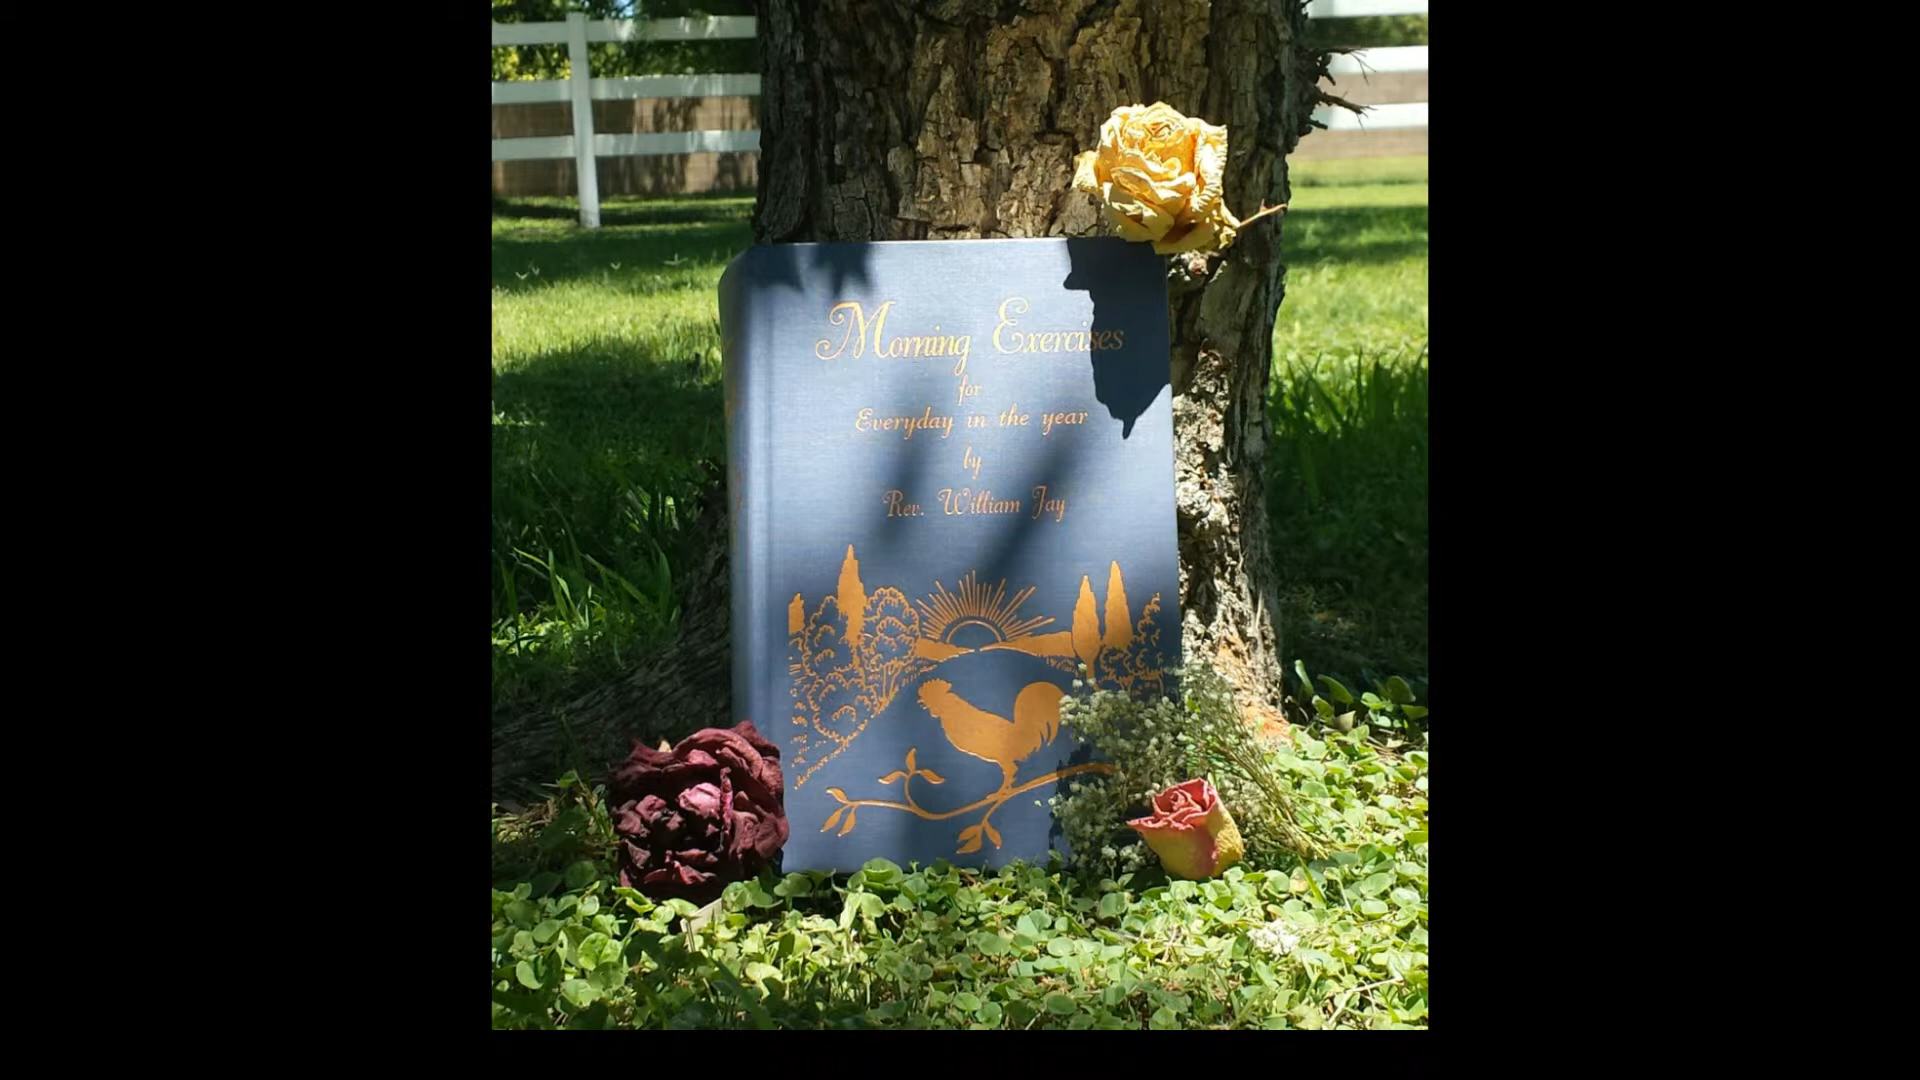 Morning Exercises
for
Everyday in the year
by
Rev. William Jay